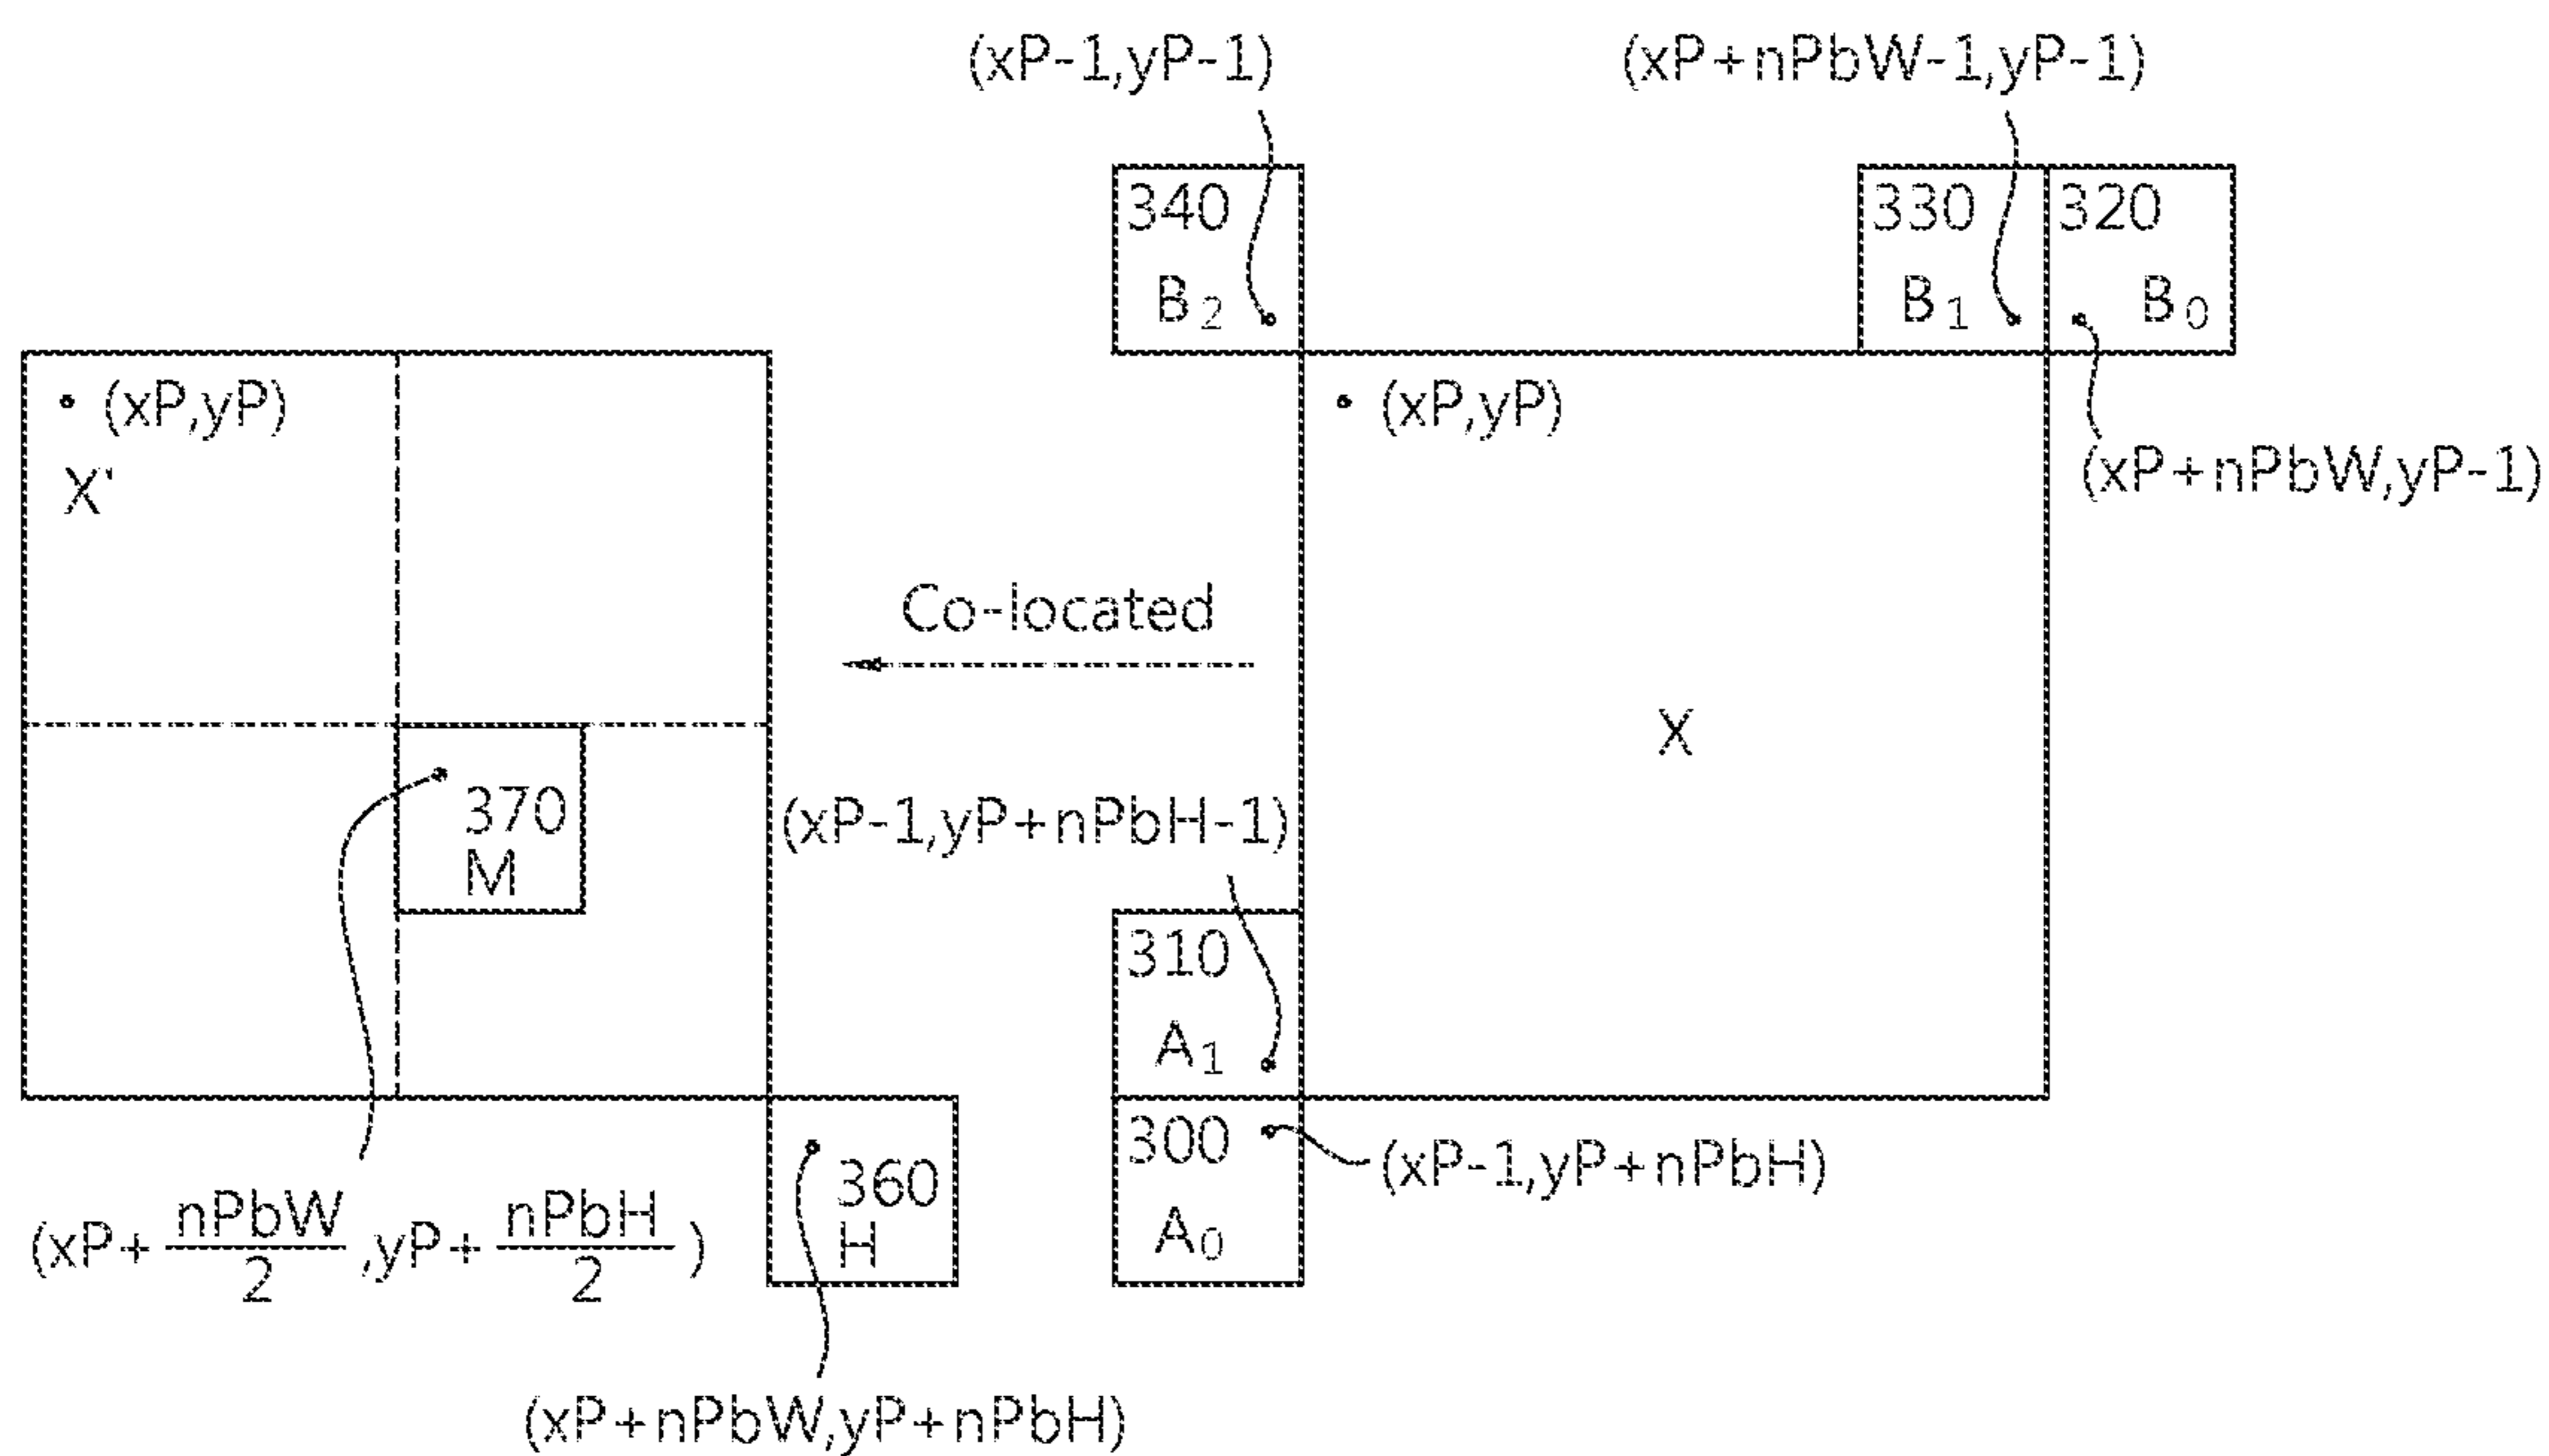 (xP-1,yP-1)
(xP+nPbW-1,yP-1)
340
B2
330
B1
320
B0
(xP+nPbW,yP-1)
(xP,yP)
X'
(xP,yP)
Co-located
X
370
M
(xP-1,yP+nPbH-1)
310
A1
300
A0
(xP-1,yP+nPbH)
360
H
(xP+nPbW/2,yP+nPbH/2)
(xP+nPbW,yP+nPbH)